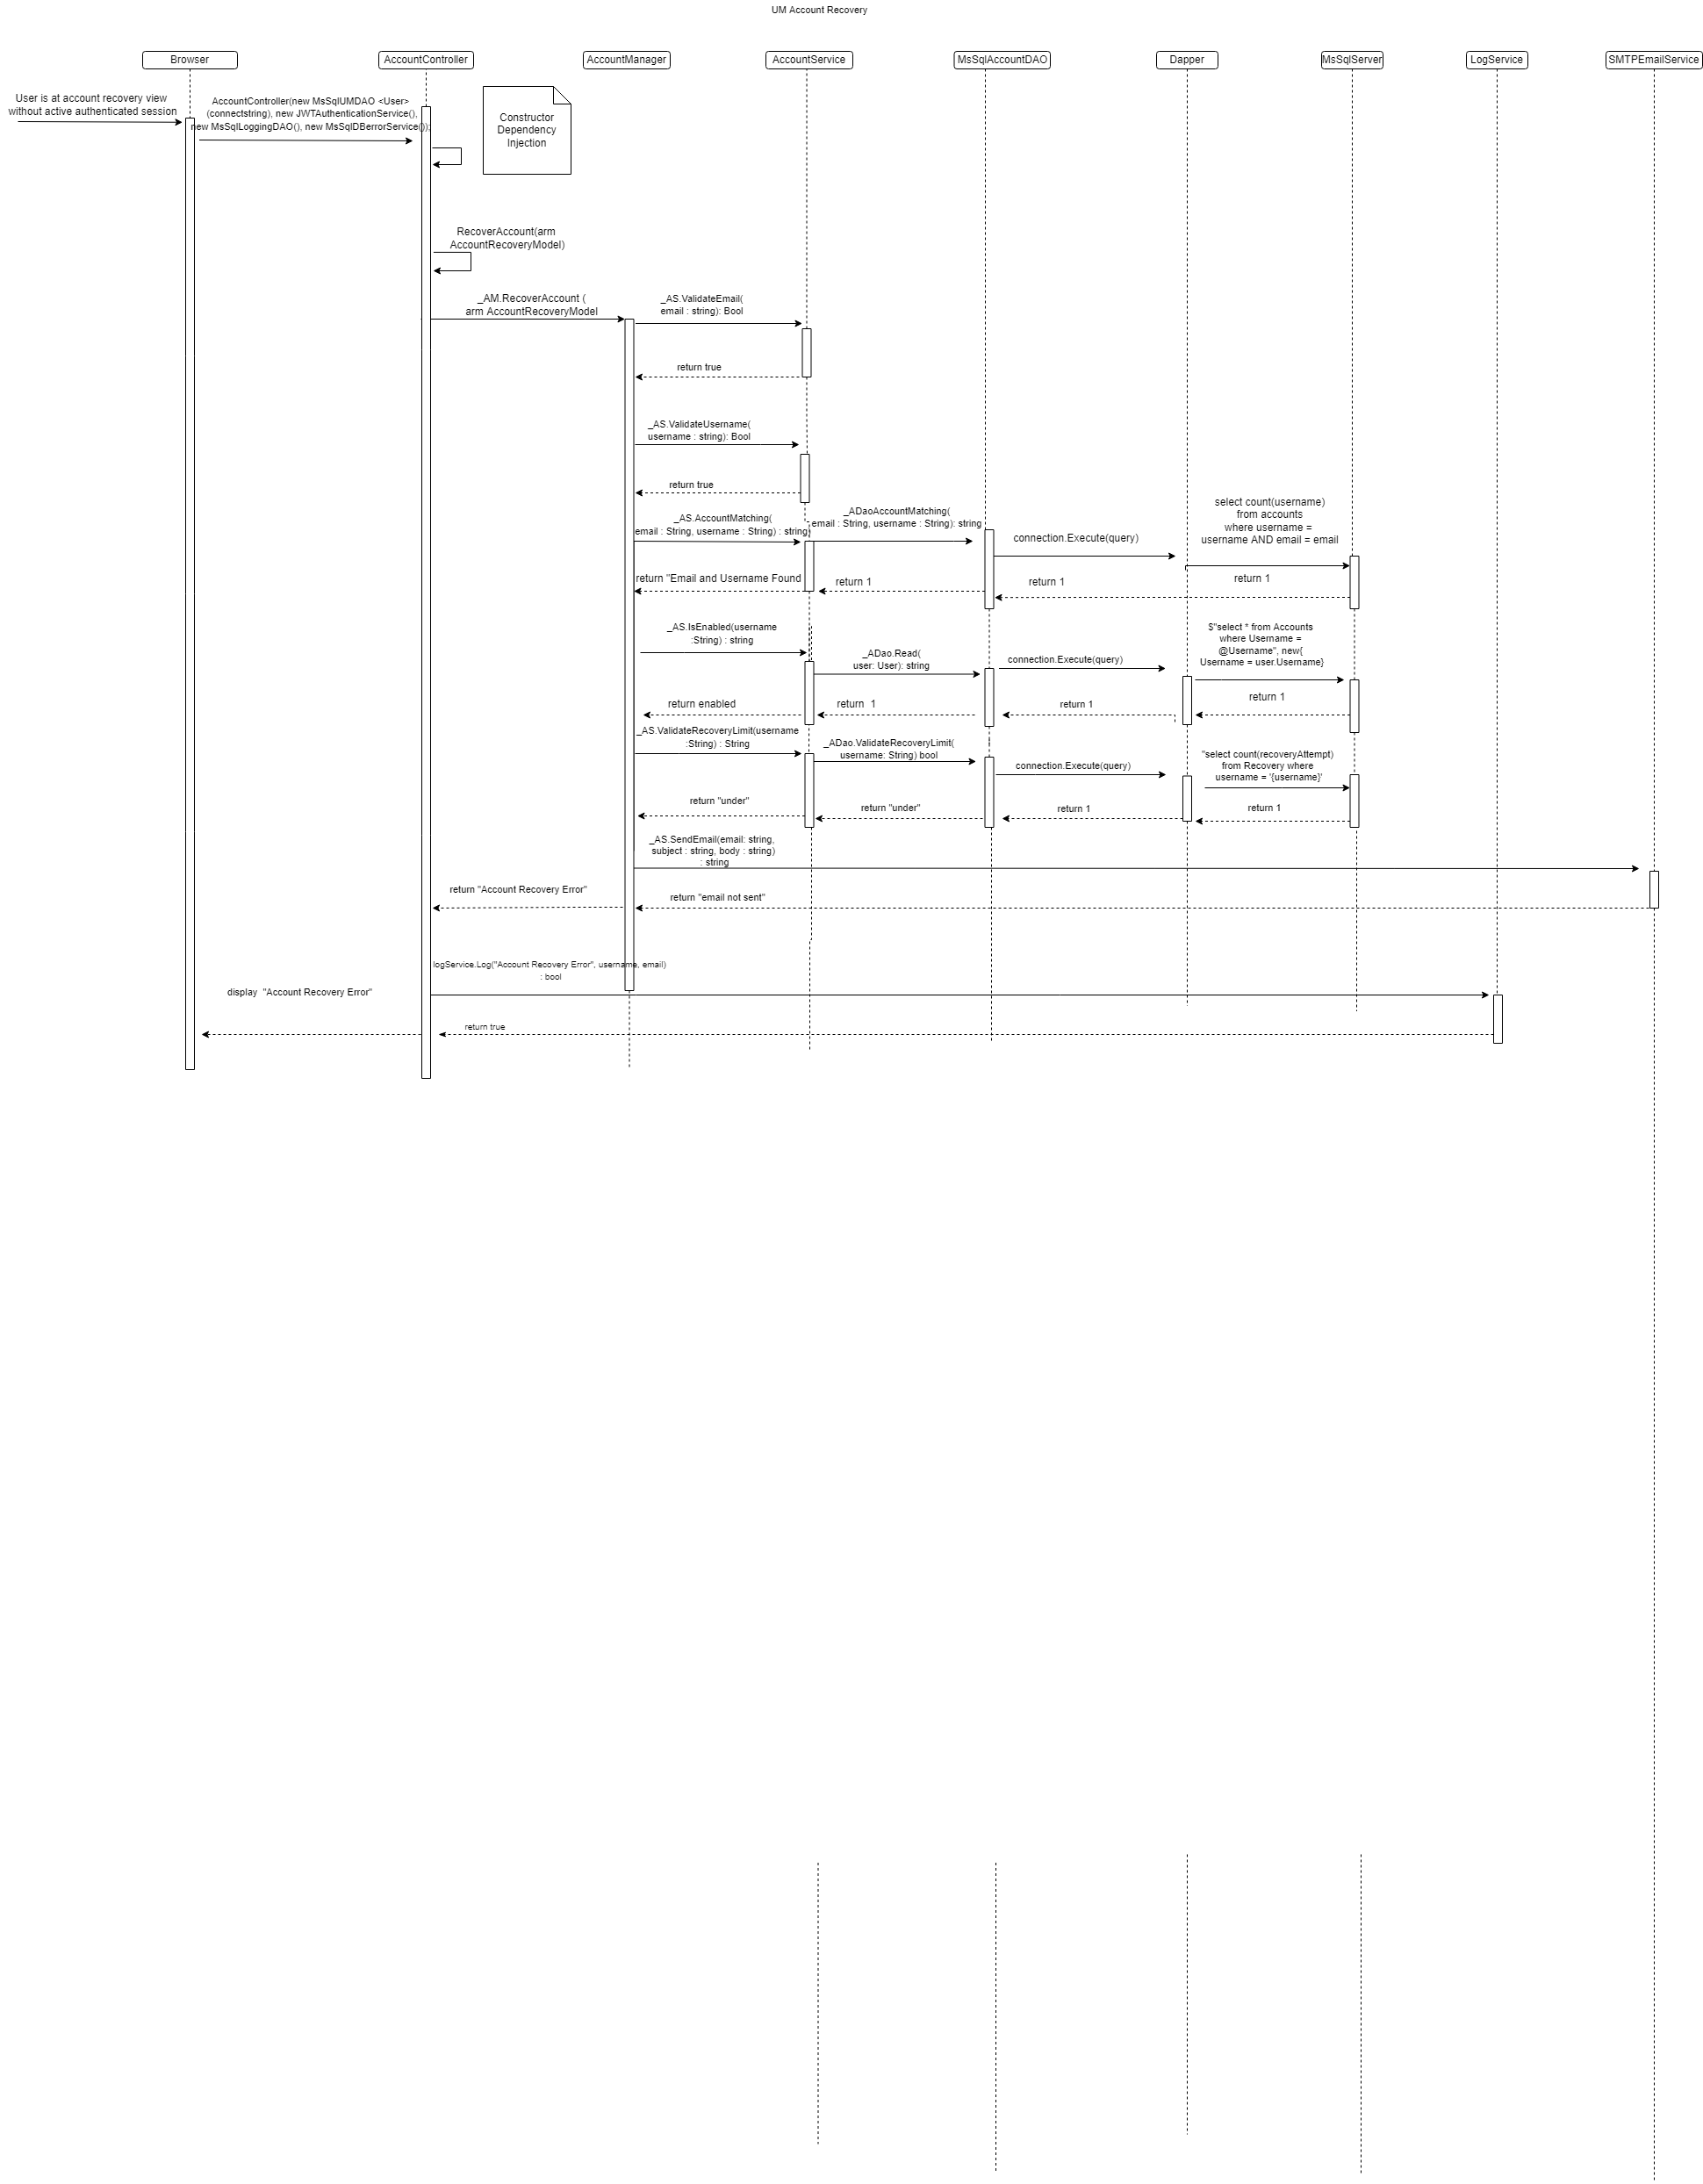 UM Account Recovery
Browser
AccountController
AccountManager
AccountService
MsSqlAccountDAO
Dapper
MsSqlServer
LogService
SMTPEmailService
User is at account recovery view
without active authenticated session
AccountController(new MsSqlUMDAO <User>
(connectstring), new JWTAuthenticationService(),
new MsSqlLoggingDAO(), new MsSqlDBerrorService());
Constructor
Dependency
Injection
RecoverAccount(arm
AccountRecoveryModel)
_AM.RecoverAccount (
arm AccountRecoveryModel
_AS.ValidateEmail(
email : string): Bool
return true
_AS.ValidateUsername(
username : string): Bool
return true
_AS.AccountMatching(
email : String, username : String) : string
_ADaoAccountMatching(
email : String, username : String): string
connection.Execute(query)
select count(username)
from accounts
where username =
username AND email = email
return "Email and Username Found
return 1
return 1
return 1
_AS.IsEnabled(username
:String) : string
_ADao.Read(
user: User): string
connection.Execute(query)
$"select * from Accounts
where Username =
@Username", new{
Username = user.Username}
return enabled
return  1
return 1
return 1
_AS.ValidateRecoveryLimit(username
:String) : String
_ADao.ValidateRecoveryLimit(
username: String) bool
connection.Execute(query)
"select count(recoveryAttempt)
from Recovery where
username = '{username}'
return "under"
return "under"
return 1
return 1
_AS.SendEmail(email: string,
subject : string, body : string)
: string
return "Account Recovery Error"
return "email not sent"
logService.Log("Account Recovery Error", username, email)
: bool
display  "Account Recovery Error"
return true